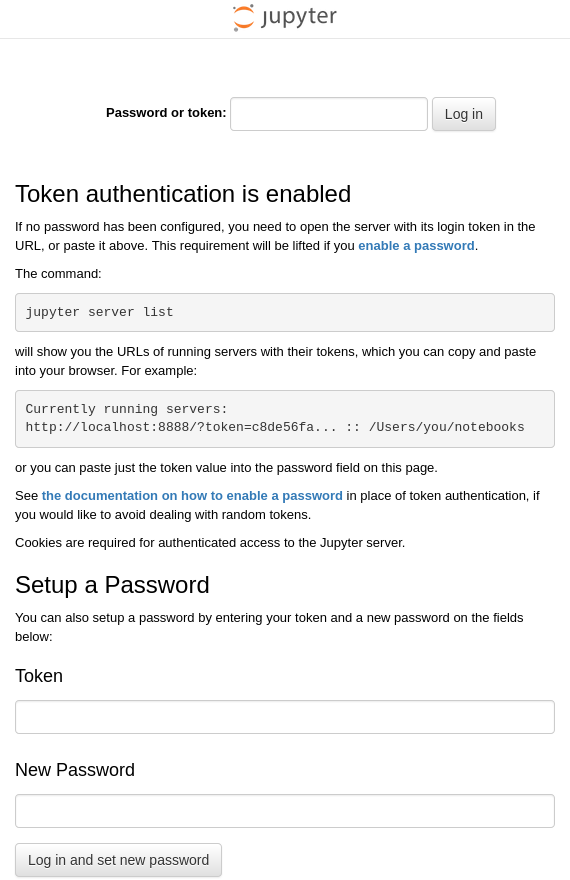 jupyter
Password or token: Log in
Token authentication is enabled
If no password has been configured, you need to open the server with its login token in the
URL, or paste it above. This requirement will be lifted if you enable a password.
The command:
jupyter server list
will show you the URLs of running servers with their tokens, which you can copy and paste
into your browser. For example:
Currently running servers:
http://localhost:8888/?token=c8de56fa... :: /Users/you/notebooks
or you can paste just the token value into the password field on this page.
See the documentation on how to enable a password in place of token authentication, if
you would like to avoid dealing with random tokens.
Cookies are required for authenticated access to the Jupyter server.
Setup a Password
You can also setup a password by entering your token and a new password on the fields
below:
Token
New Password
Log in and set new password